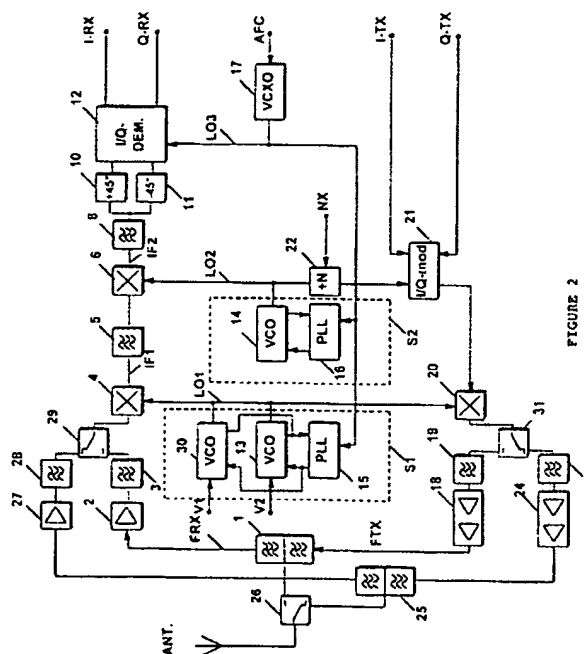 I-RX
Q-RX
12
I/Q-
DEM.
10
+45°
-45°
11
8
IF2
6
5
IF1
4
29
28
3
27
2
AFC
17
VCXO
LO3
NX
22
÷N
LO2
14
VCO
PLL
16
S2
LO1
30
VCO
13
VCO
PLL
15
S1
V1
V2
FRX
1
FTX
26
25
ANT.
I-TX
Q-TX
21
I/Q-mod
20
31
19
18
24
FIGURE 2